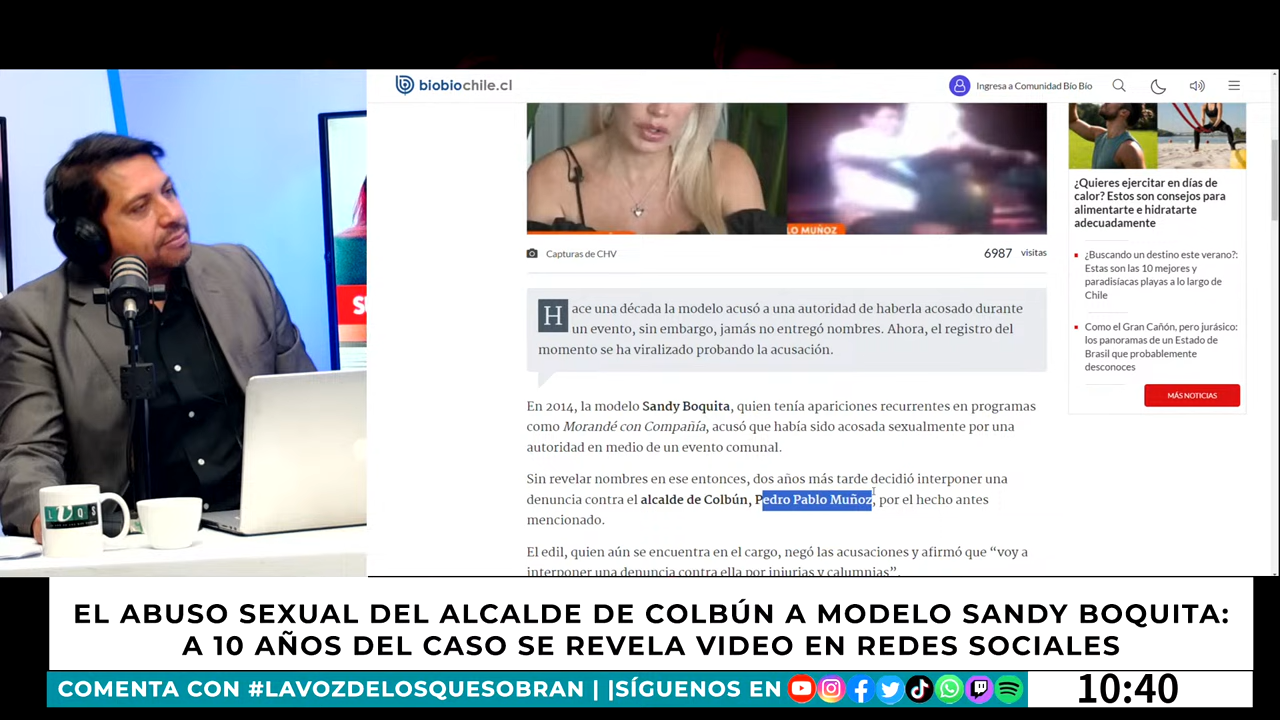 biobiochile.cl
Ingresa a Comunidad Bío Bío
LO MUÑOZ
Capturas de CHV
6987 visitas
Hace una década la modelo acusó a una autoridad de haberla acosado durante
un evento, sin embargo, jamás no entregó nombres. Ahora, el registro del
momento se ha viralizado probando la acusación.
En 2014, la modelo Sandy Boquita, quien tenía apariciones recurrentes en programas
como Morandé con Compañía, acusó que había sido acosada sexualmente por una
autoridad en medio de un evento comunal.
Sin revelar nombres en ese entonces, dos años más tarde decidió interponer una
denuncia contra el alcalde de Colbún, Pedro Pablo Muñoz, por el hecho antes
mencionado.
El edil, quien aún se encuentra en el cargo, negó las acusaciones y afirmó que “voy a
interponer una denuncia contra ella por injurias y calumnias”.
¿Quieres ejercitar en días de
calor? Estos son consejos para
alimentarte e hidratarte
adecuadamente
¿Buscando un destino este verano?:
Estas son las 10 mejores y
paradisíacas playas a lo largo de
Chile
Como el Gran Cañón, pero jurásico:
los panoramas de un Estado de
Brasil que probablemente
desconoces
MÁS NOTICIAS
LVQS
EL ABUSO SEXUAL DEL ALCALDE DE COLBÚN A MODELO SANDY BOQUITA:
A 10 AÑOS DEL CASO SE REVELA VIDEO EN REDES SOCIALES
COMENTA CON #LAVOZDELOSQUESOBRAN | |SÍGUENOS EN
10:40